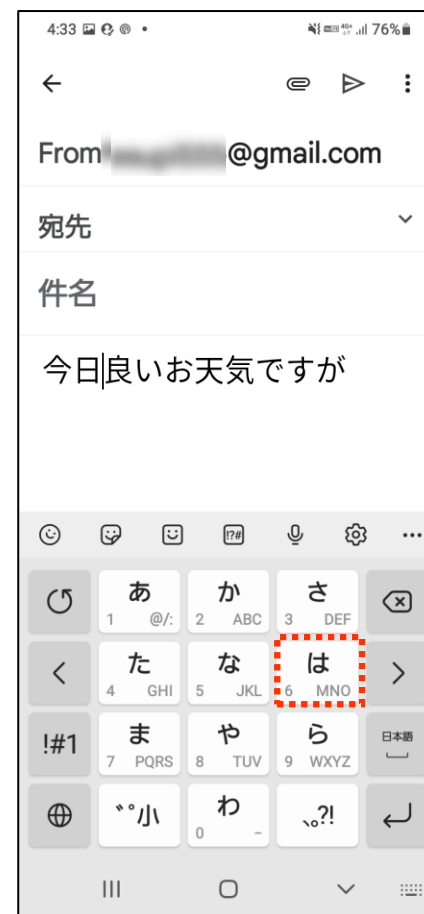 4:33 76%
From @gmail.com
宛先
件名
今日良いお天気ですが
!?#
あ 1 @/:
か 2 ABC
さ 3 DEF
た 4 GHI
な 5 JKL
は 6 MNO
!#1
ま 7 PQRS
や 8 TUV
ら 9 WXYZ
日本語
゛゜小
わ 0 -
、。?!